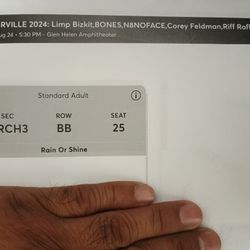 RVILLE 2024: Limp Bizkit,BONES,N8NOFACE,Corey Feldman,Riff Raff
24 • 5:30 PM - Glen Helen Amphitheater
Standard Adult
SEC ROW SEAT
RCH3 BB 25
Rain Or Shine